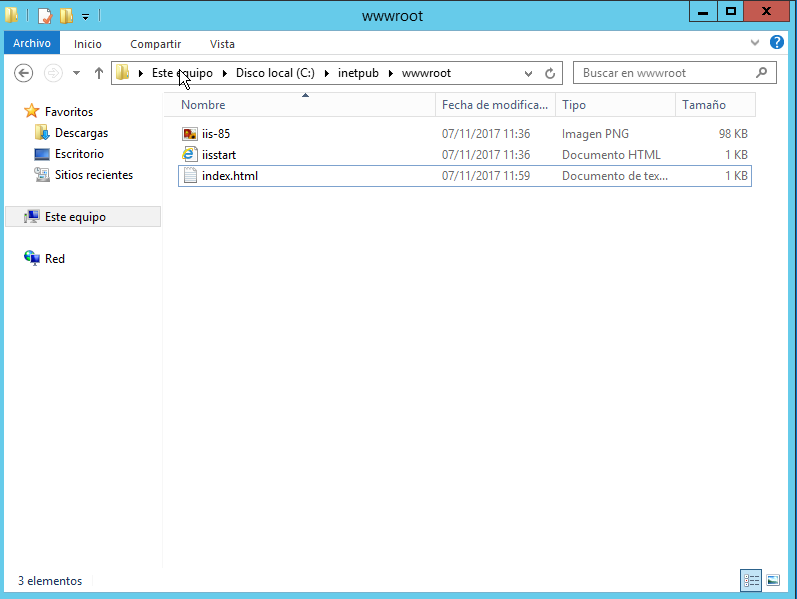 wwwroot
Archivo Inicio Compartir Vista
Este equipo Disco local (C:) inetpub wwwroot Buscar en wwwroot
Nombre Fecha de modifica... Tipo Tamaño
Favoritos
Descargas
Escritorio
Sitios recientes
Este equipo
Red
iis-85 07/11/2017 11:36 Imagen PNG 98 KB
iisstart 07/11/2017 11:36 Documento HTML 1 KB
index.html 07/11/2017 11:59 Documento de tex... 1 KB
3 elementos